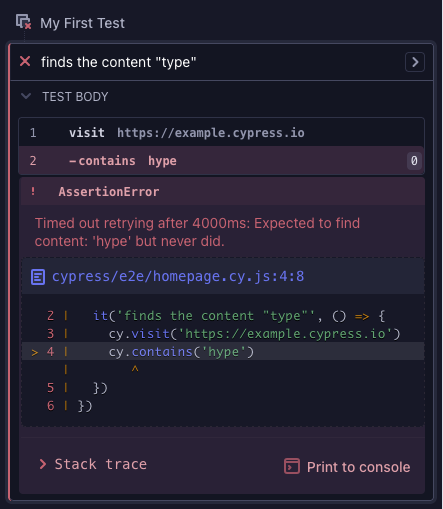 My First Test
finds the content "type"
TEST BODY
1 visit https://example.cypress.io
2 -contains hype 0
! AssertionError
Timed out retrying after 4000ms: Expected to find
content: 'hype' but never did.
cypress/e2e/homepage.cy.js:4:8
2 | it('finds the content "type"', () => {
3 | cy.visit('https://example.cypress.io')
> 4 | cy.contains('hype')
| ^
5 | })
6 | })
> Stack trace
Print to console